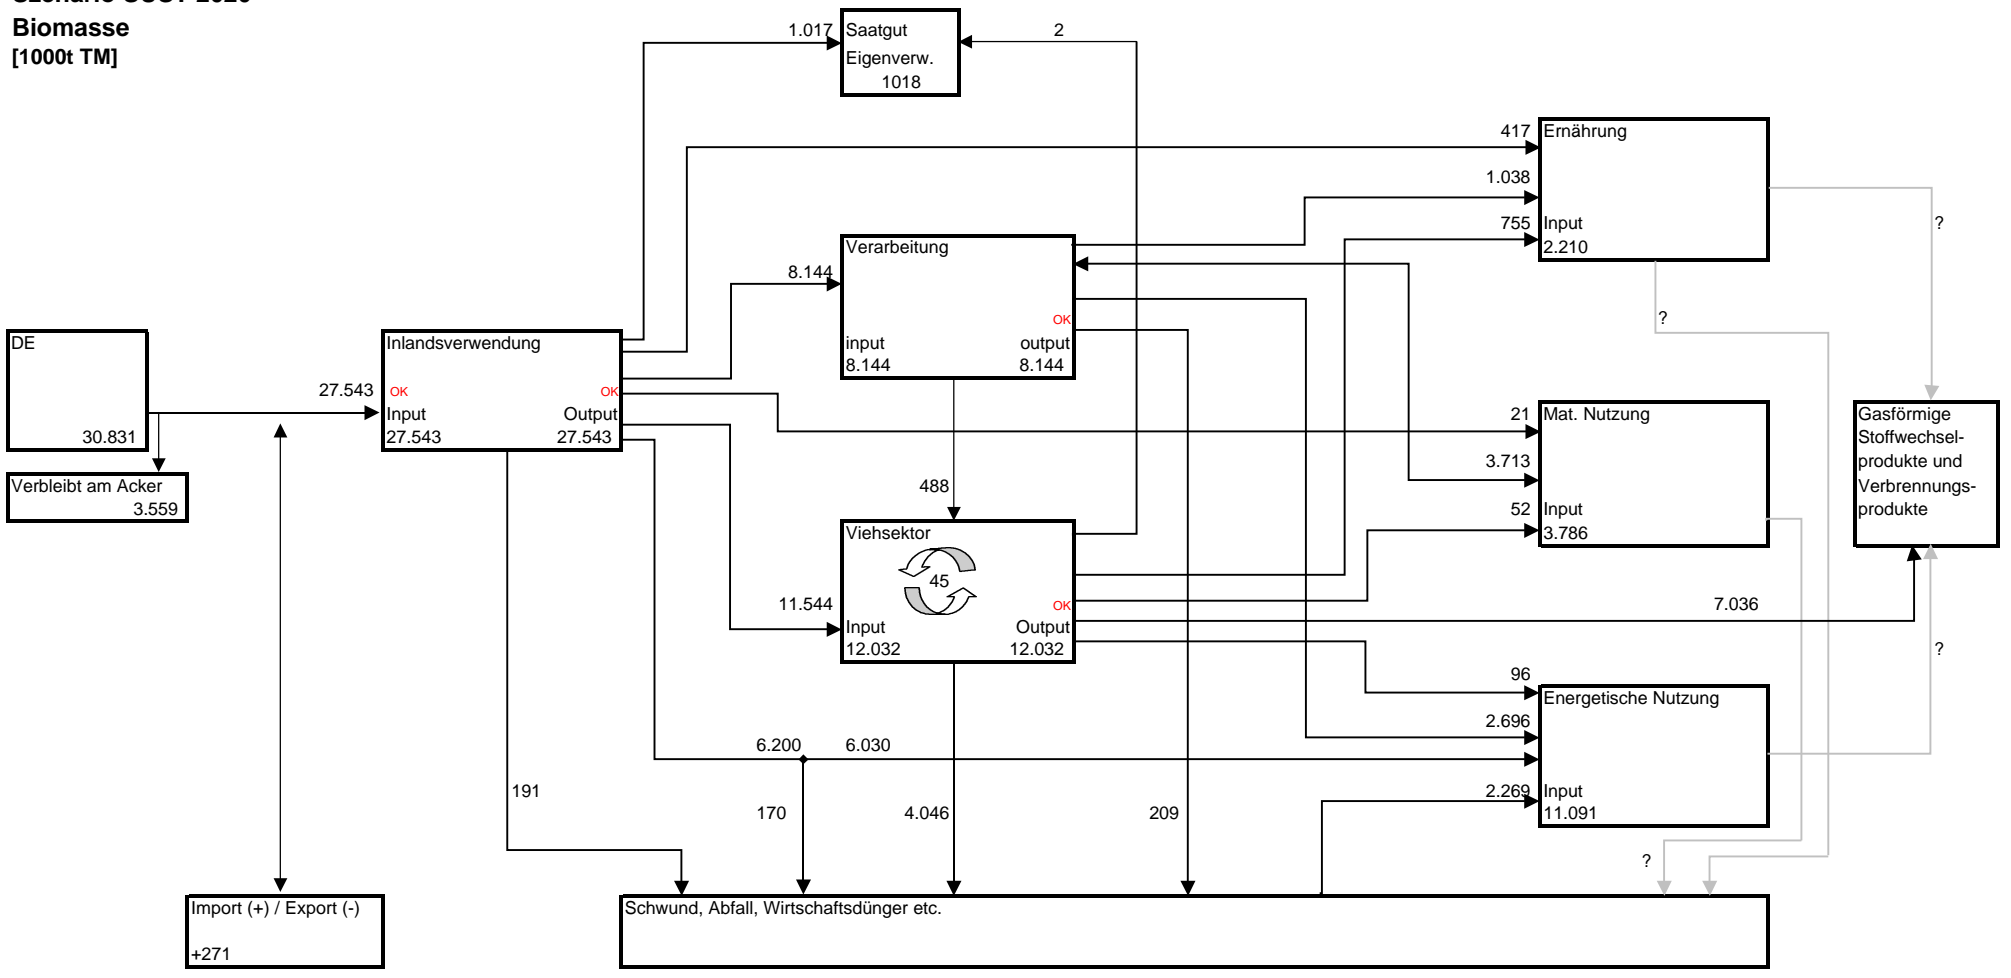 Biomasse
[1000t TM]
1.017
Saatgut
Eigenverw.
1018
2
417
Ernährung
1.038
755
Input
2.210
?
?
Verarbeitung
8.144
OK
input
output
8.144
8.144
DE
30.831
27.543
Inlandsverwendung
OK
OK
Input
Output
27.543
27.543
Verbleibt am Acker
3.559
21
Mat. Nutzung
3.713
52
Input
3.786
Gasförmige
Stoffwechsel-
produkte und
Verbrennungs-
produkte
488
Viehsektor
45
11.544
OK
Input
Output
12.032
12.032
7.036
?
96
Energetische Nutzung
2.696
6.200
6.030
2.269
Input
11.091
191
170
4.046
209
?
Import (+) / Export (-)
+271
Schwund, Abfall, Wirtschaftsdünger etc.